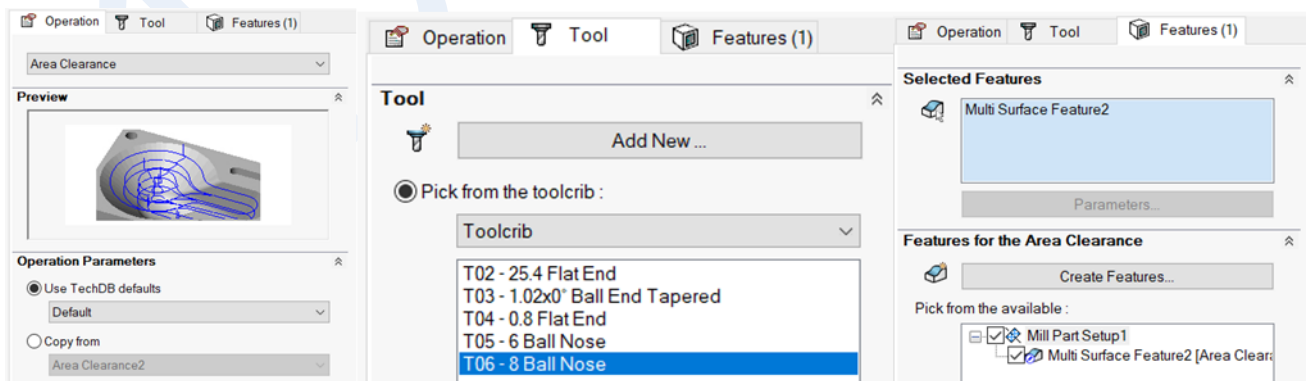 Operation Tool Features (1)
Area Clearance
Preview
Operation Parameters
Use TechDB defaults
Default
Copy from
Area Clearance2
Operation Tool Features (1)
Tool
Add New ...
Pick from the toolcrib :
Toolcrib
T02 - 25.4 Flat End
T03 - 1.02x0° Ball End Tapered
T04 - 0.8 Flat End
T05 - 6 Ball Nose
T06 - 8 Ball Nose
Operation Tool Features (1)
Selected Features
Multi Surface Feature2
Parameters...
Features for the Area Clearance
Create Features...
Pick from the available :
Mill Part Setup1
Multi Surface Feature2 [Area Cleara